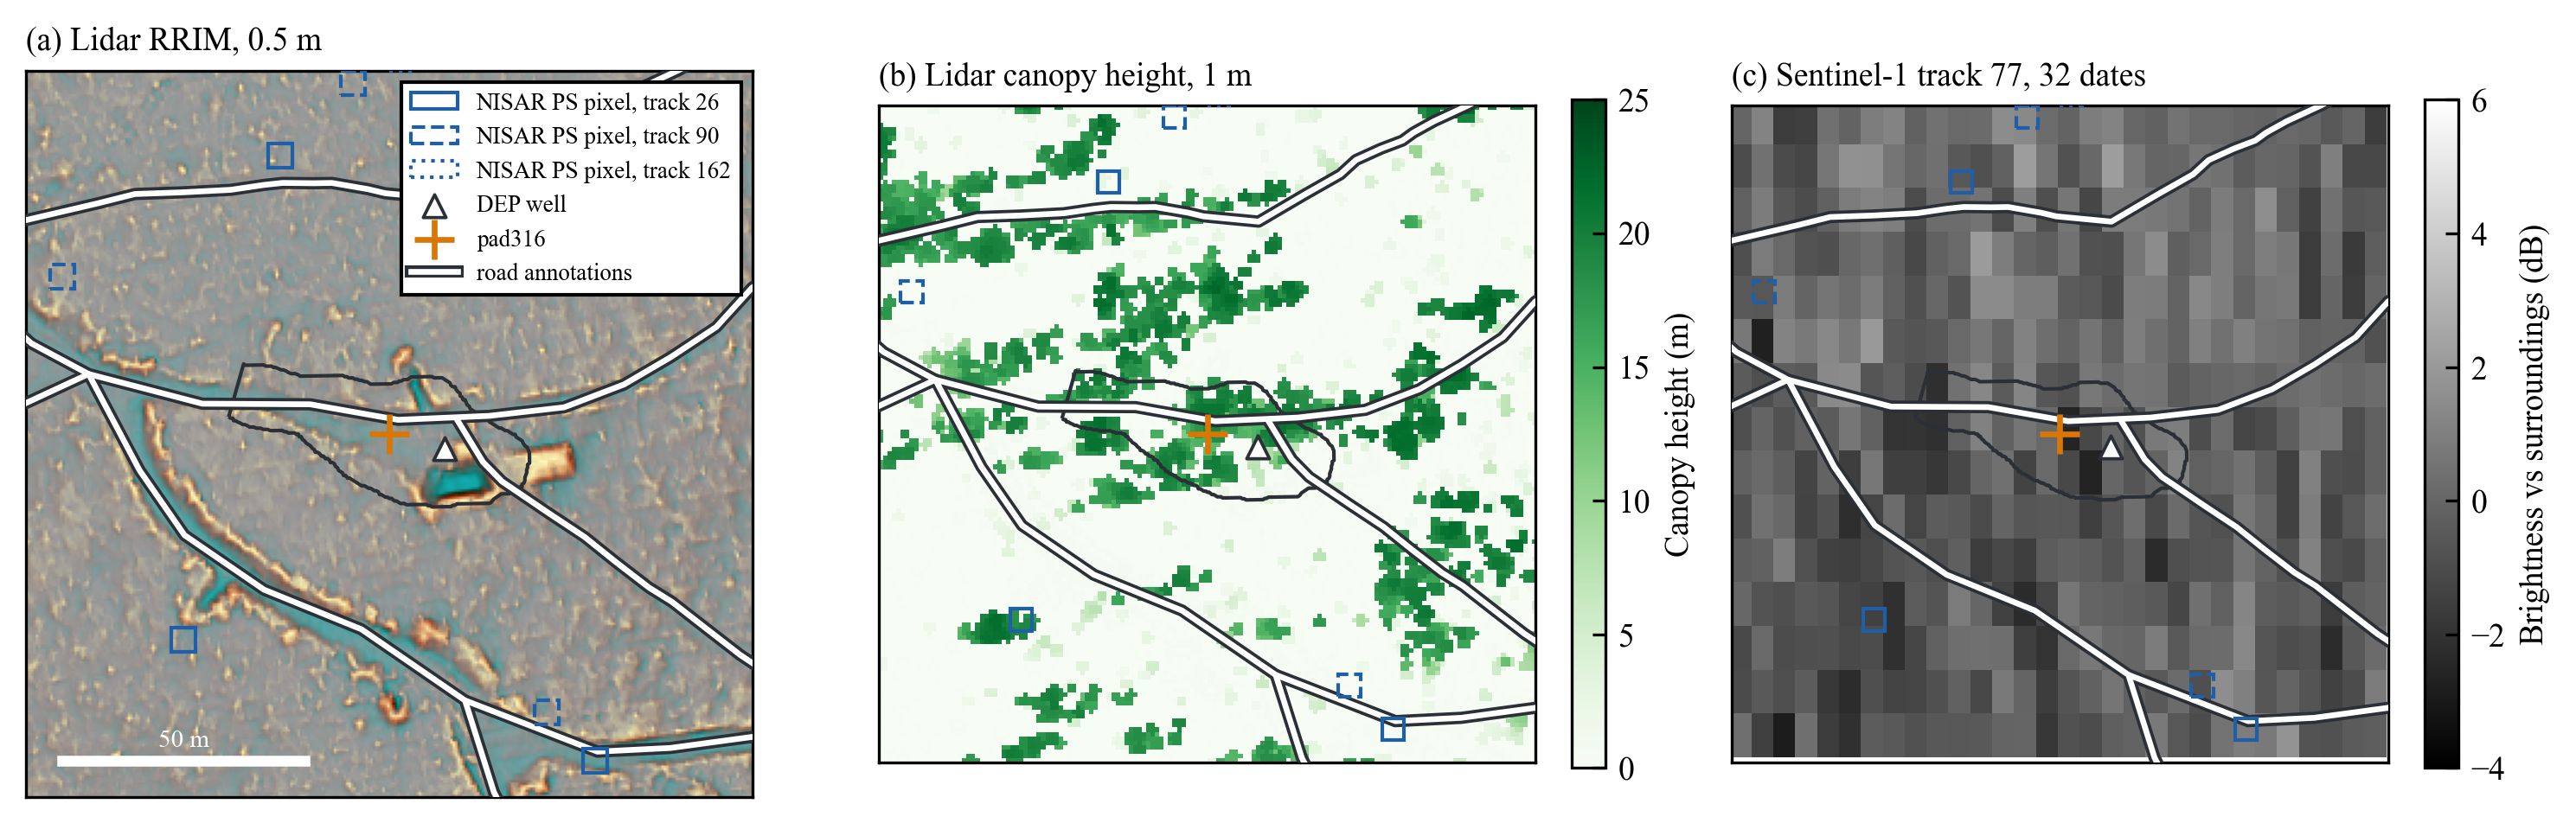 (a) Lidar RRIM, 0.5 m
NISAR PS pixel, track 26
NISAR PS pixel, track 90
NISAR PS pixel, track 162
DEP well
pad316
road annotations
50 m
(b) Lidar canopy height, 1 m
25
20
15
10
5
0
Canopy height (m)
(c) Sentinel-1 track 77, 32 dates
6
4
2
0
−2
−4
Brightness vs surroundings (dB)